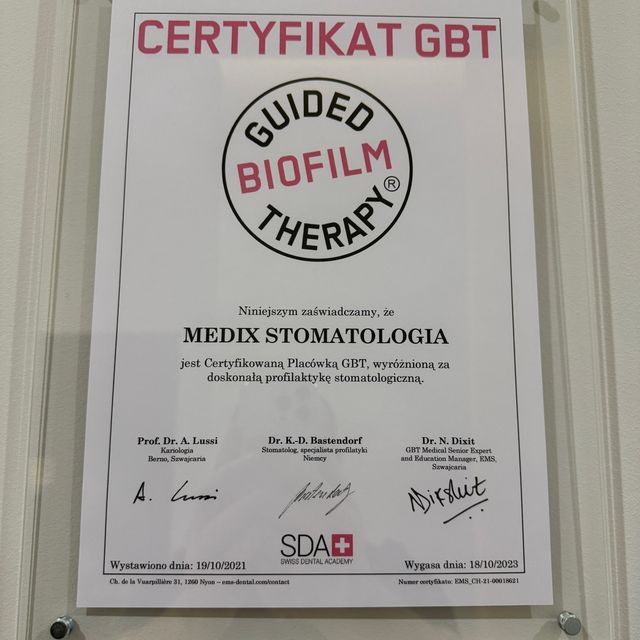 CERTYFIKAT GBT
GUIDED
BIOFILM
THERAPY®
Niniejszym zaświadczamy, że
MEDIX STOMATOLOGIA
jest Certyfikowaną Placówką GBT, wyróżnioną za
doskonałą profilaktykę stomatologiczną.
Prof. Dr. A. Lussi
Kariologia
Berno, Szwajcaria
A. Lussi
Dr. K.-D. Bastendorf
Stomatolog, specjalista profilatyki
Niemcy
Dr. N. Dixit
GBT Medical Senior Expert
and Education Manager, EMS,
Szwajcaria
SDA
SWISS DENTAL ACADEMY
Wystawiono dnia: 19/10/2021
Wygasa dnia: 18/10/2023
Ch. de la Vuarpillière 31, 1260 Nyon – ems-dental.com/contact
Numer certyfikatu: EMS_CH-21-00018621